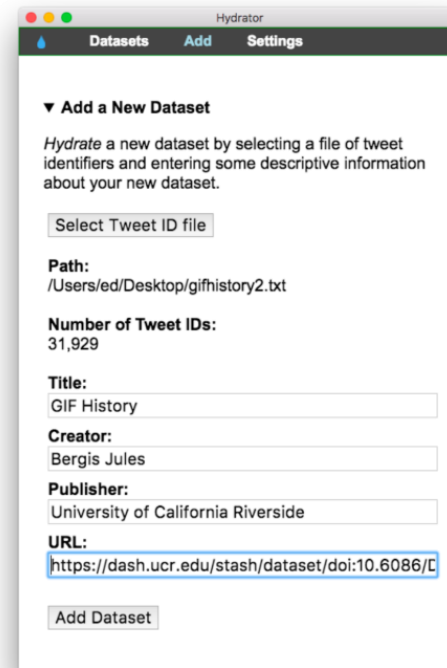 Hydrator
Datasets Add Settings
▼ Add a New Dataset
Hydrate a new dataset by selecting a file of tweet
identifiers and entering some descriptive information
about your new dataset.
Select Tweet ID file
Path:
/Users/ed/Desktop/gifhistory2.txt
Number of Tweet IDs:
31,929
Title:
GIF History
Creator:
Bergis Jules
Publisher:
University of California Riverside
URL:
https://dash.ucr.edu/stash/dataset/doi:10.6086/D
Add Dataset